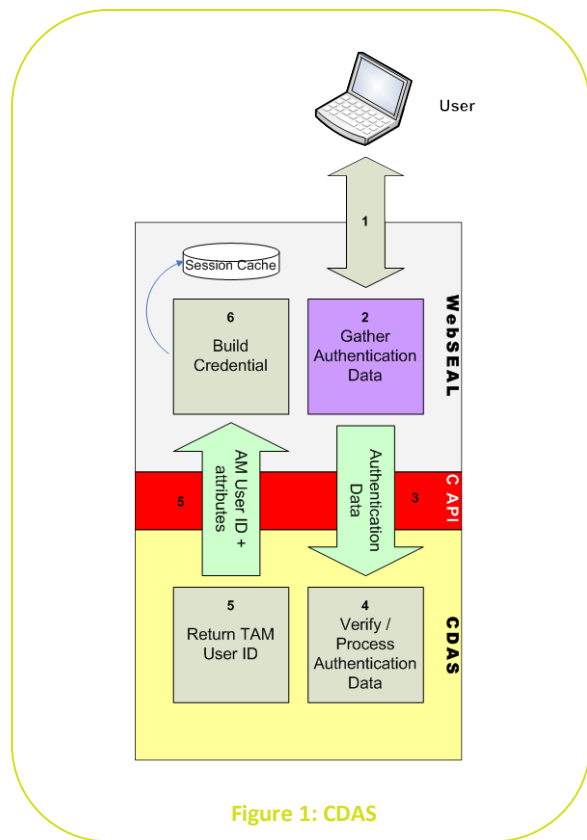 User
1
Session Cache
6
Build
Credential
2
Gather
Authentication
Data
WebSEAL
5
AM User ID +
attributes
Authentication
Data
3
C API
5
Return TAM
User ID
4
Verify /
Process
Authentication
Data
CDAS
Figure 1: CDAS